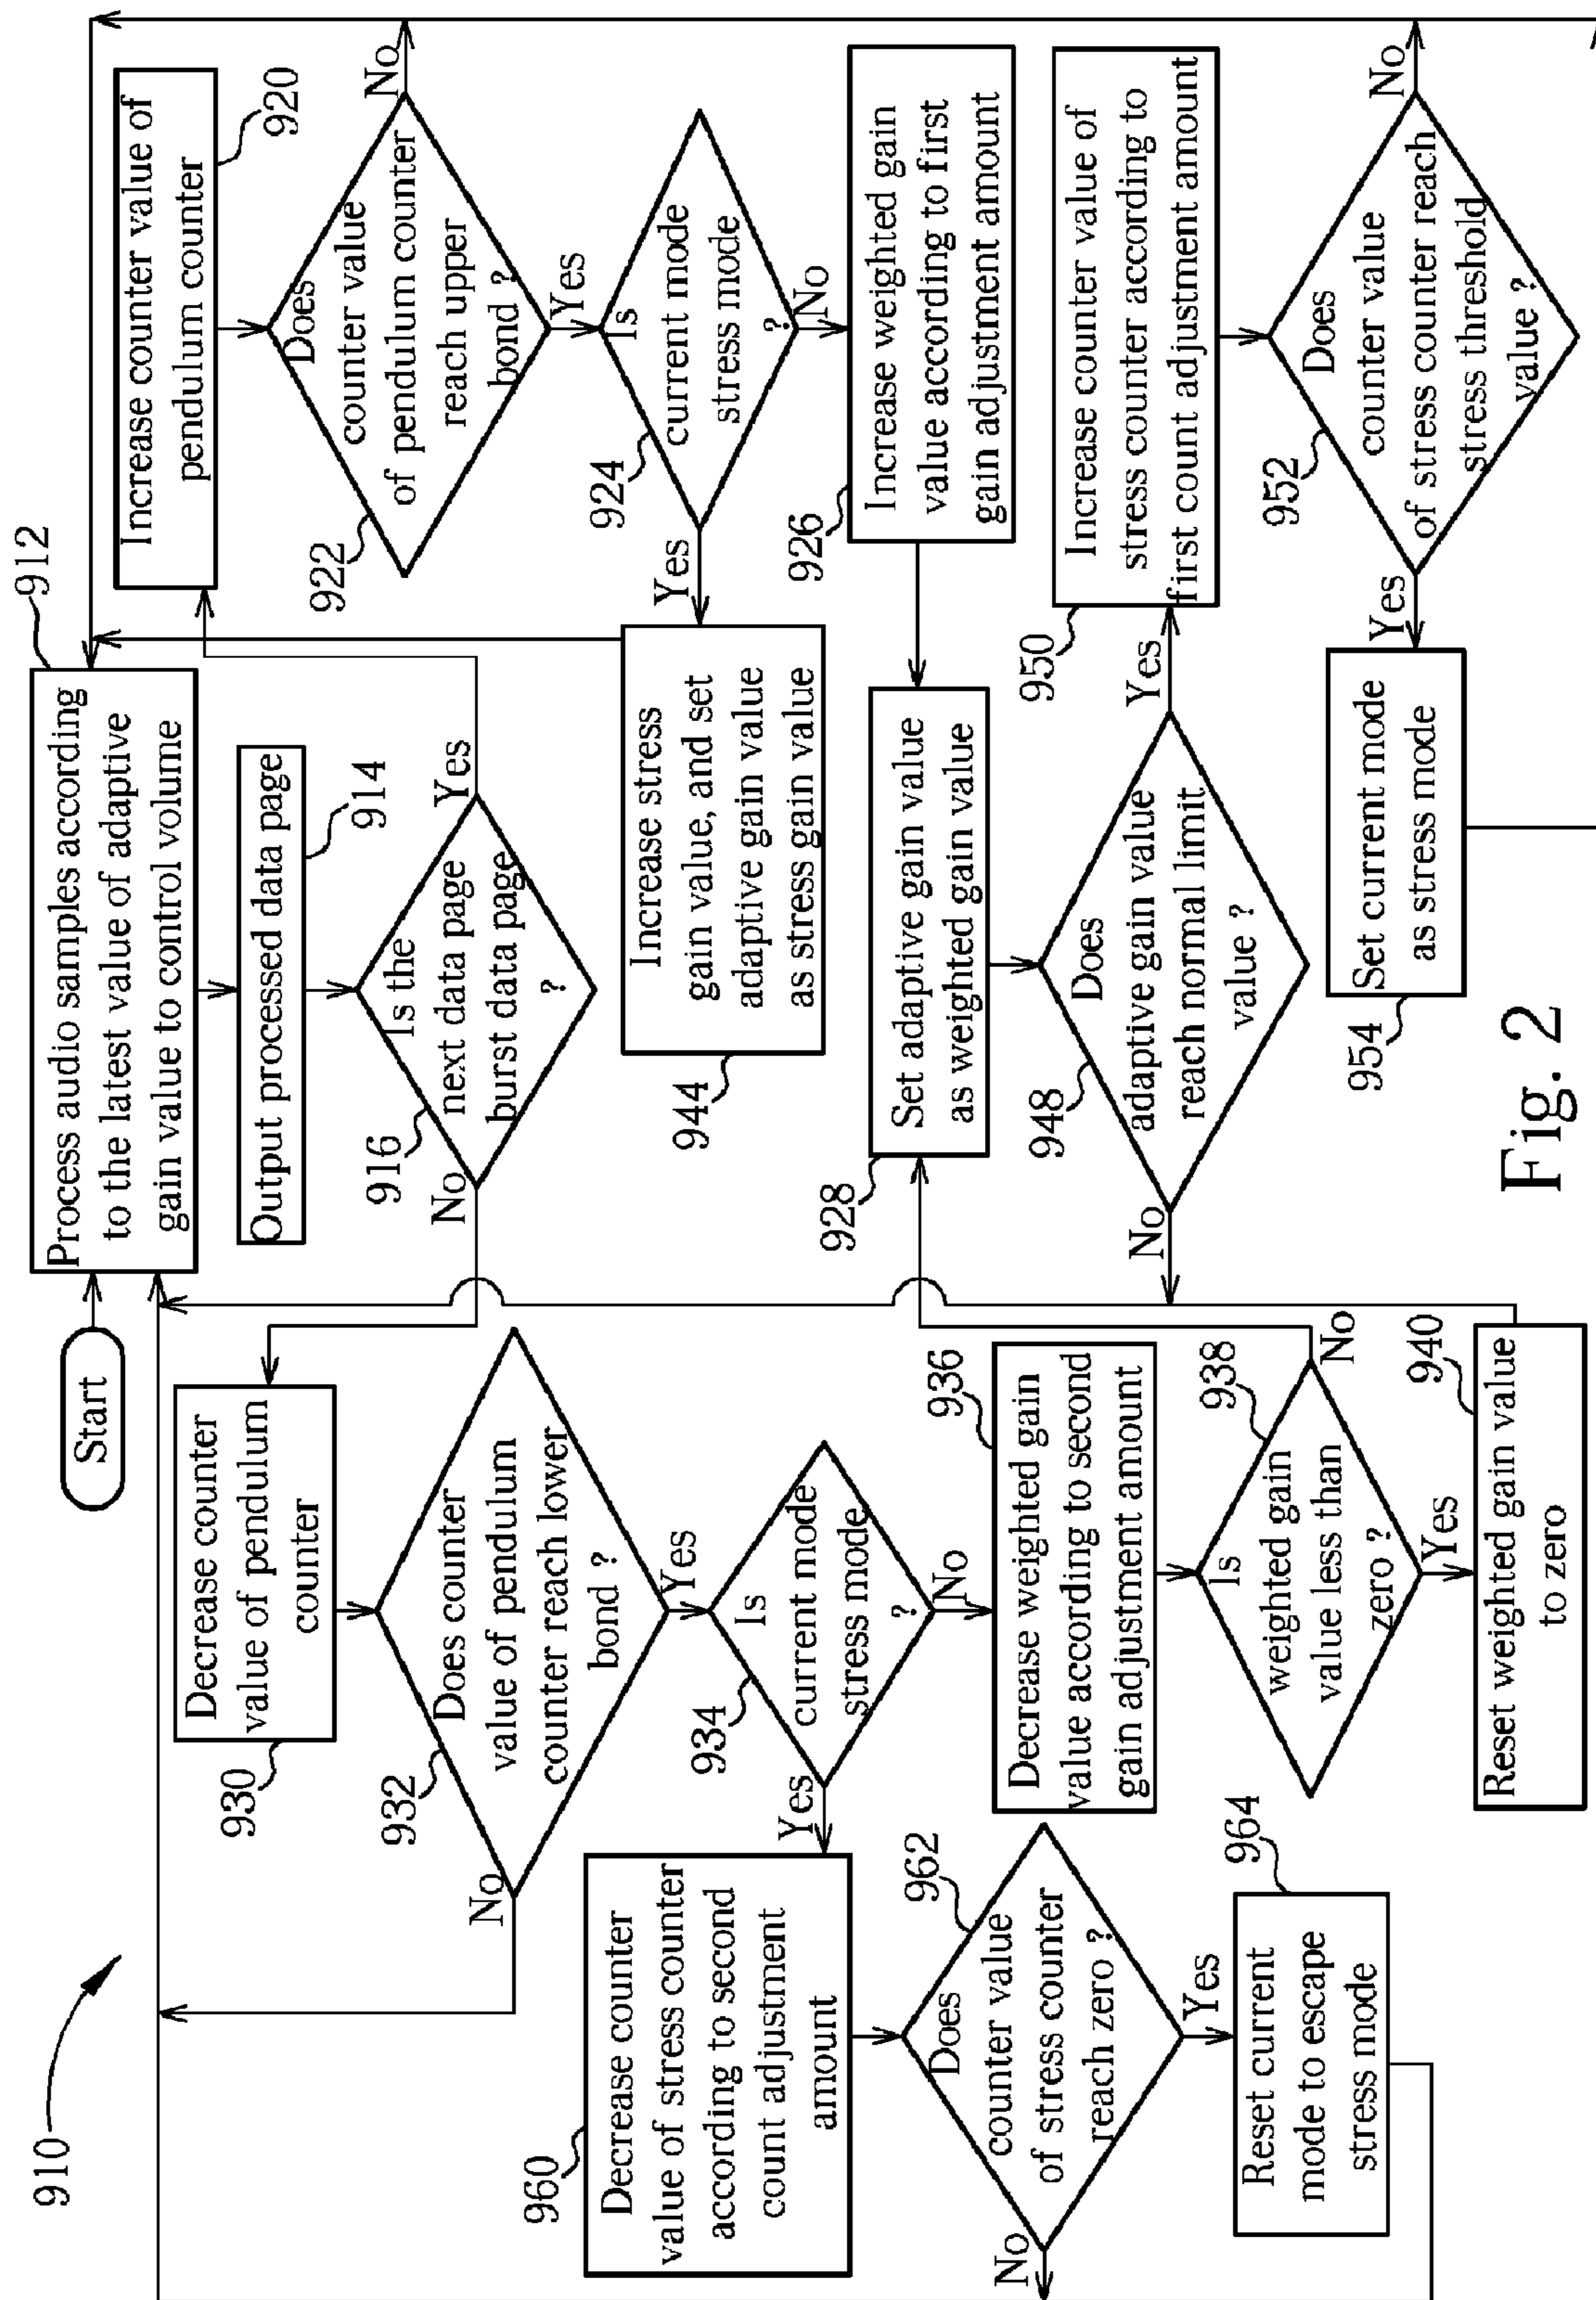 910
Start
Process audio samples according
to the latest value of adaptive
gain value to control volume
912
Output processed data page
914
Is the
next data page
burst data page
?
916
Yes
No
Increase counter value of
pendulum counter
920
Does
counter value
of pendulum counter
reach upper
bond ?
922
No
Yes
Is
current mode
stress mode
?
924
Yes
No
Increase stress
gain value, and set
adaptive gain value
as stress gain value
944
Increase weighted gain
value according to first
gain adjustment amount
926
Set adaptive gain value
as weighted gain value
928
Does
adaptive gain value
reach normal limit
value ?
948
Yes
No
Increase counter value of
stress counter according to
first count adjustment amount
950
Does
counter value
of stress counter reach
stress threshold
value ?
952
No
Yes
Set current mode
as stress mode
954
Decrease counter
value of pendulum
counter
930
Does counter
value of pendulum
counter reach lower
bond ?
932
No
Yes
Is
current mode
stress mode
?
934
Yes
No
Decrease weighted gain
value according to second
gain adjustment amount
936
Is
weighted gain
value less than
zero ?
938
No
Yes
Reset weighted gain value
to zero
940
Decrease counter
value of stress counter
according to second
count adjustment
amount
960
Does
counter value
of stress counter
reach zero ?
962
No
Yes
Reset current
mode to escape
stress mode
964
Fig. 2